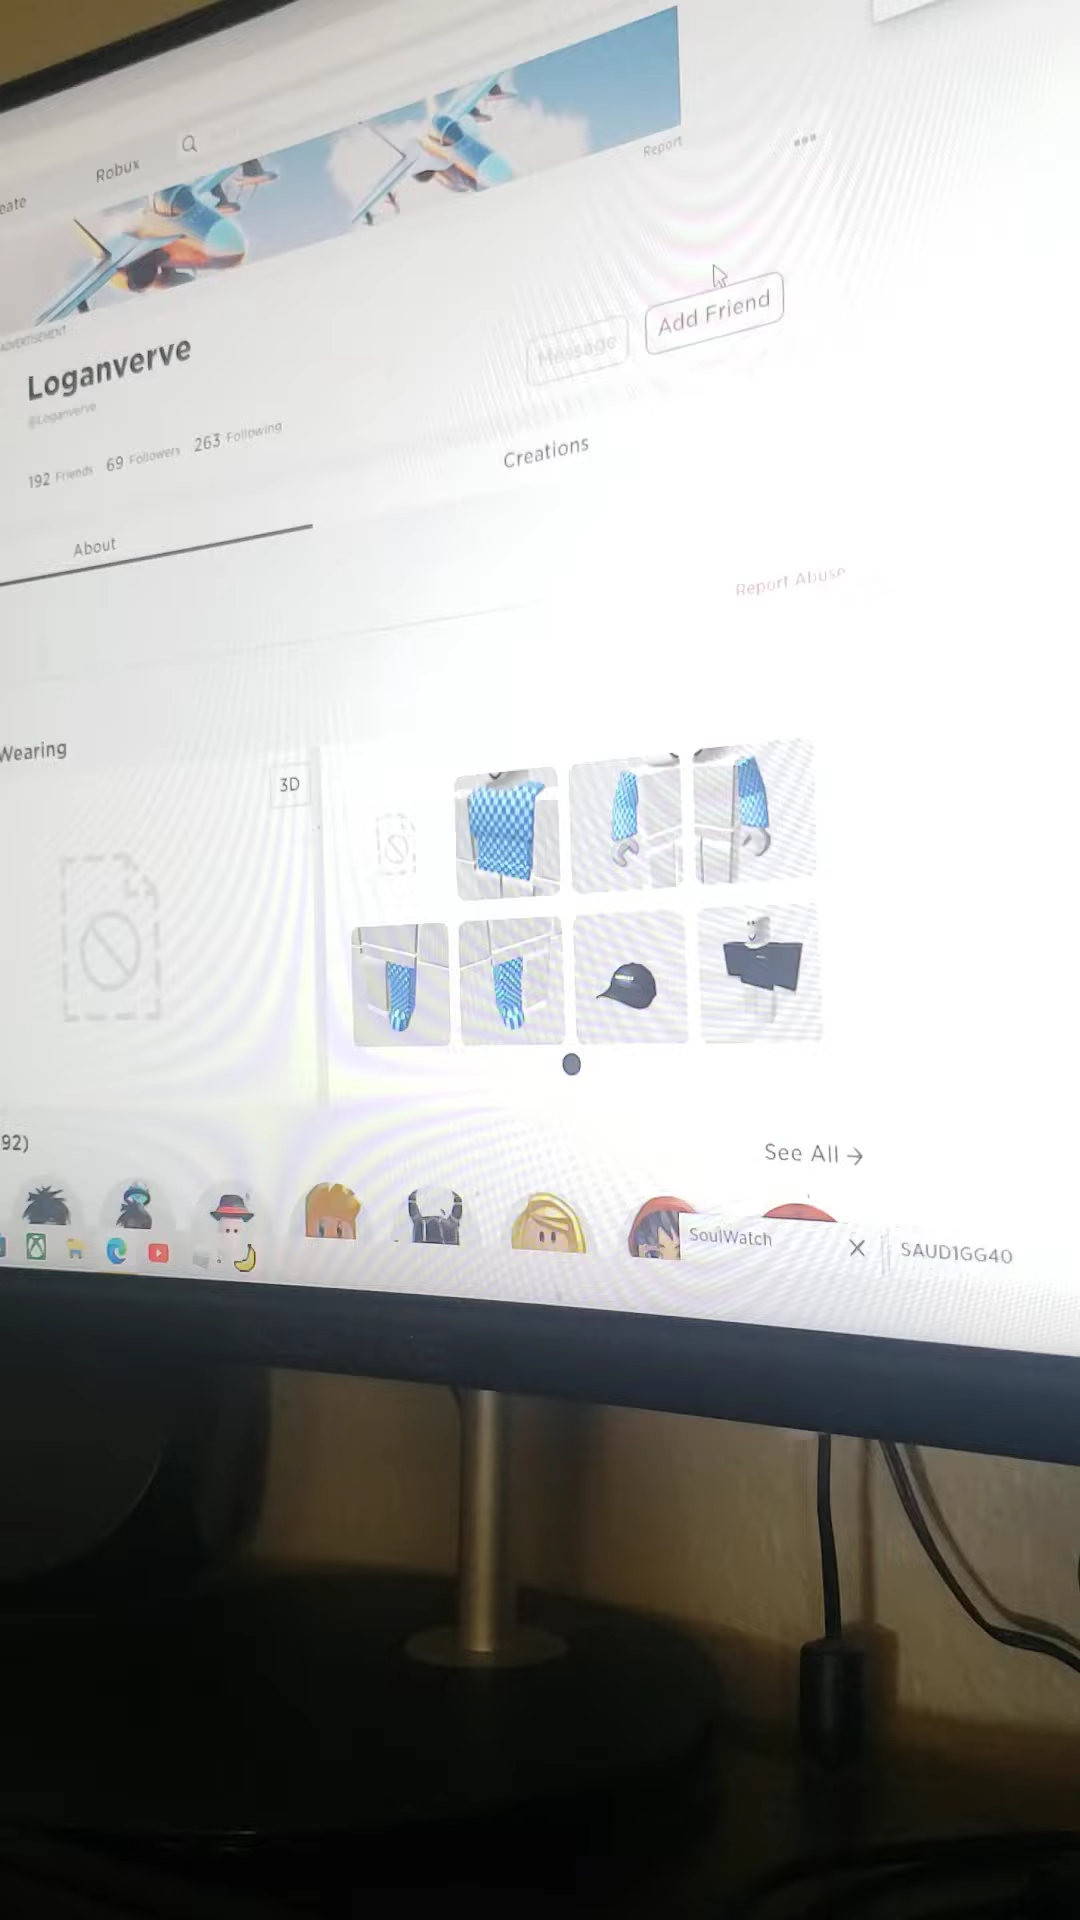 eate
Robux
Report
ADVERTISEMENT
Loganverve
@Loganverve
Message
Add Friend
192 Friends 69 Followers 263 Following
About
Creations
Report Abuse
Wearing
3D
92)
See All →
SoulWatch
SAUD1GG40